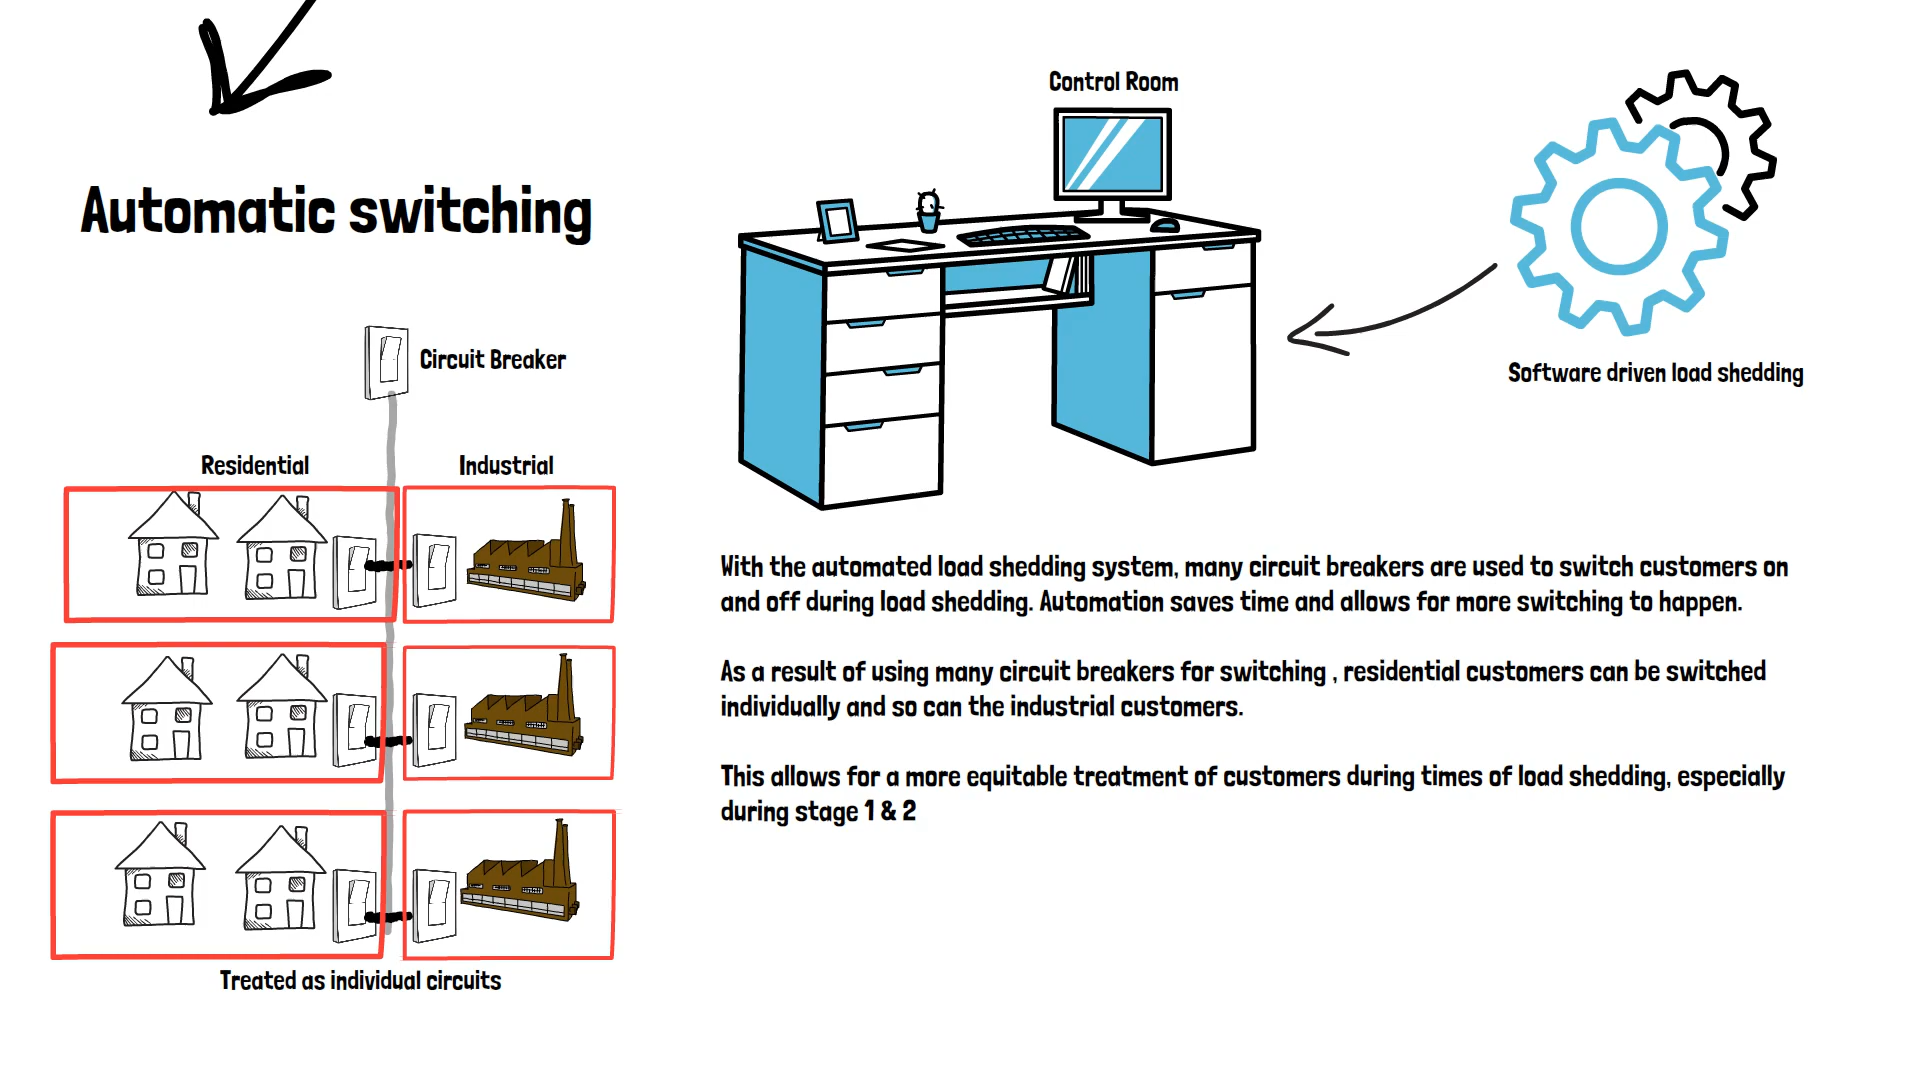 Control Room
Automatic switching
Circuit Breaker
Software driven load shedding
Residential
Industrial
With the automated load shedding system, many circuit breakers are used to switch customers on
and off during load shedding. Automation saves time and allows for more switching to happen.
As a result of using many circuit breakers for switching , residential customers can be switched
individually and so can the industrial customers.
This allows for a more equitable treatment of customers during times of load shedding, especially
during stage 1 & 2
Treated as individual circuits